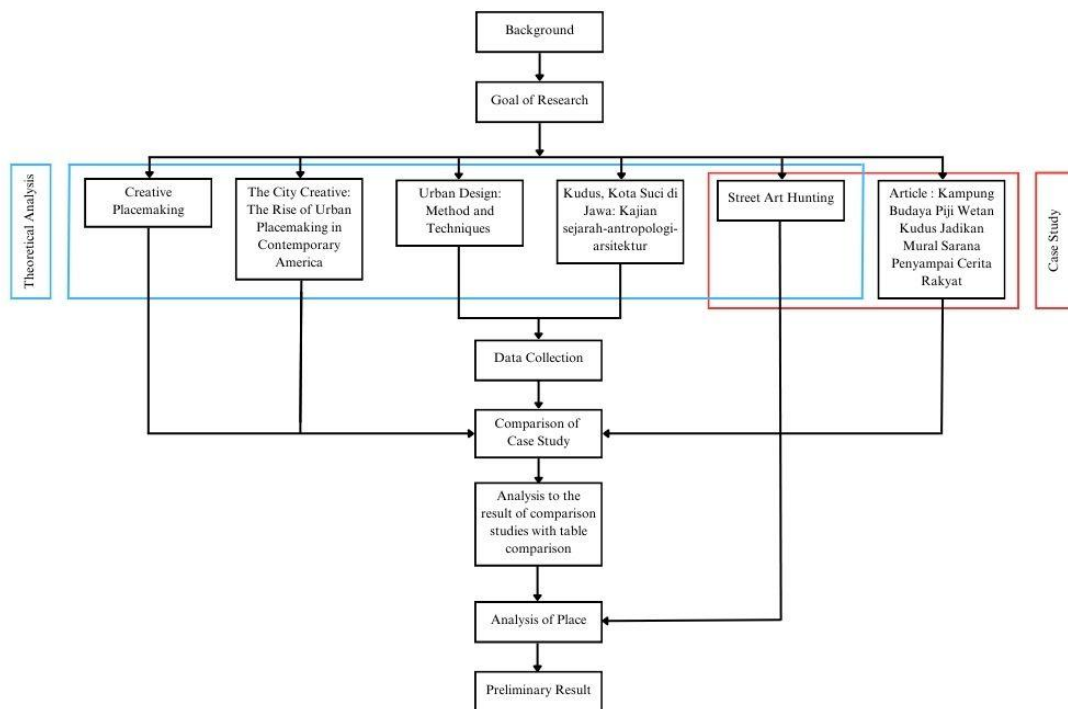 Background
Goal of Research
Theoretical Analysis
Creative
Placemaking
The City Creative:
The Rise of Urban
Placemaking in
Contemporary
America
Urban Design:
Method and
Techniques
Kudus, Kota Suci di
Jawa: Kajian
sejarah-antropologi-
arsitektur
Street Art Hunting
Article : Kampung
Budaya Piji Wetan
Kudus Jadikan
Mural Sarana
Penyampai Cerita
Rakyat
Case Study
Data Collection
Comparison of
Case Study
Analysis to the
result of comparison
studies with table
comparison
Analysis of Place
Preliminary Result